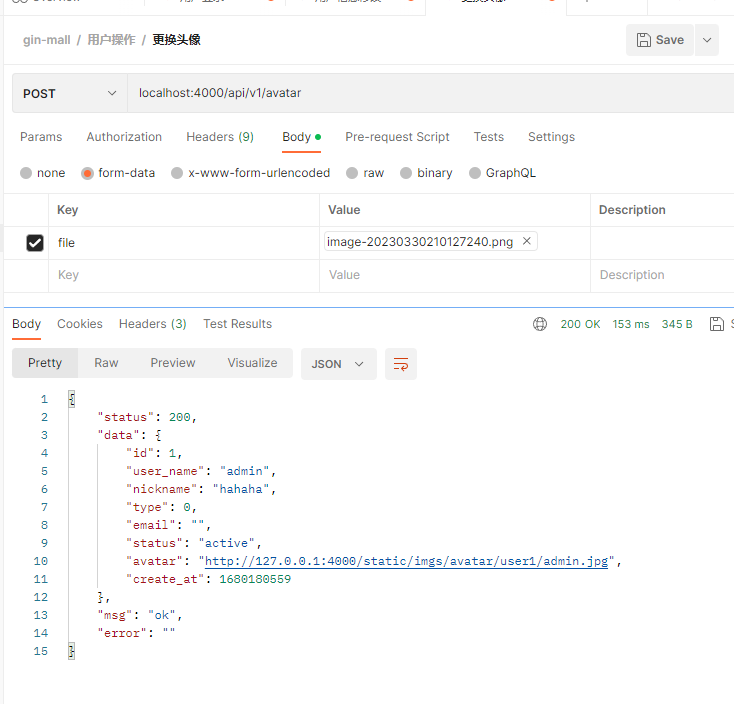 gin-mall / 用户操作 / 更换头像
Save
POST localhost:4000/api/v1/avatar
Params Authorization Headers (9) Body Pre-request Script Tests Settings
none form-data x-www-form-urlencoded raw binary GraphQL
Key Value Description
file image-20230330210127240.png
Key Value Description
Body Cookies Headers (3) Test Results 200 OK 153 ms 345 B
Pretty Raw Preview Visualize JSON
1 {
2 "status": 200,
3 "data": {
4 "id": 1,
5 "user_name": "admin",
6 "nickname": "hahaha",
7 "type": 0,
8 "email": "",
9 "status": "active",
10 "avatar": "http://127.0.0.1:4000/static/imgs/avatar/user1/admin.jpg",
11 "create_at": 1680180559
12 },
13 "msg": "ok",
14 "error": ""
15 }